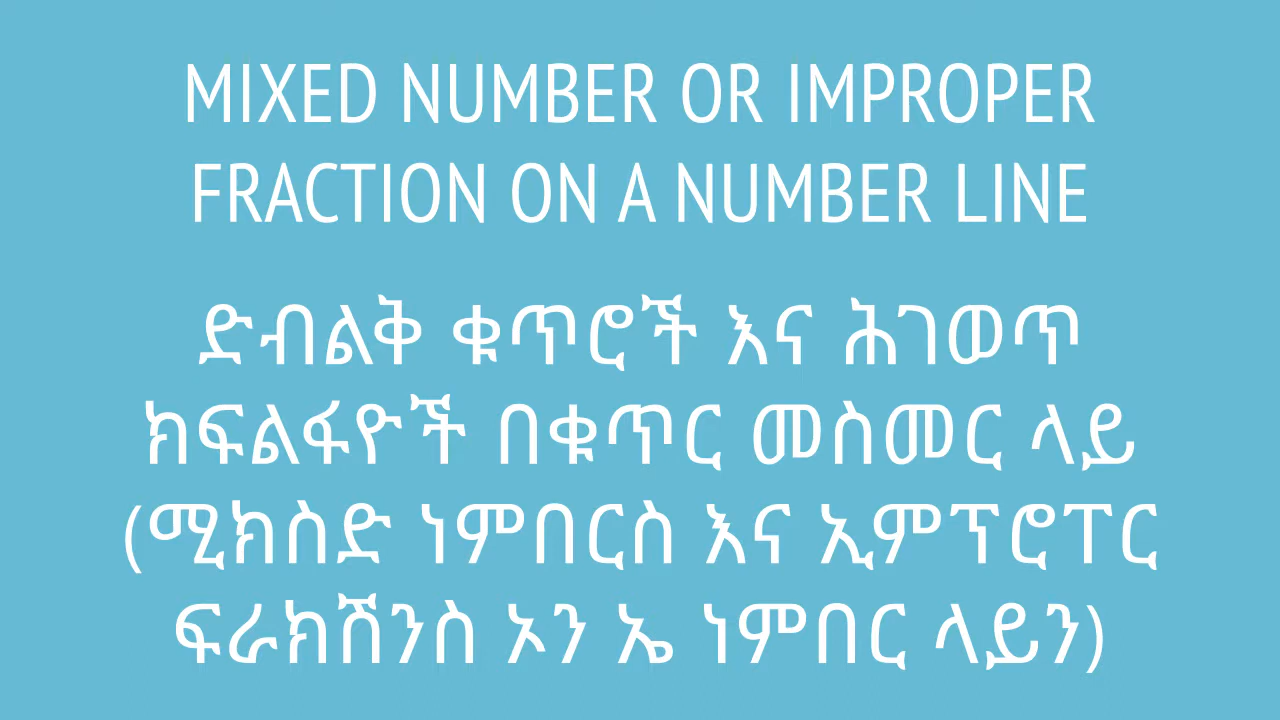 MIXED NUMBER OR IMPROPER
FRACTION ON A NUMBER LINE
ድብልቅ ቁጥሮች እና ሕገወጥ
ክፍልፋዮች በቁጥር መስመር ላይ
(ሚክስድ ነምበርስ እና ኢምፕሮፐር
ፍራክሽንስ ኦን ኤ ነምበር ላይን)